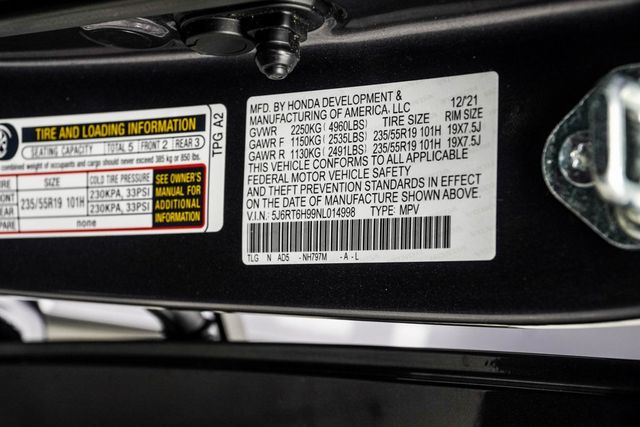 TIRE AND LOADING INFORMATION
SEATING CAPACITY TOTAL 5 FRONT 2 REAR 3
combined weight of occupants and cargo should never exceed 385 kg or 850 lbs.
SIZE COLD TIRE PRESSURE
235/55R19 101H 230KPA, 33PSI
230KPA, 33PSI
none
SEE OWNER'S
MANUAL FOR
ADDITIONAL
INFORMATION
TPG A2
MFD. BY HONDA DEVELOPMENT & 12/21
MANUFACTURING OF AMERICA, LLC
GVWR 2250KG (4960LBS) TIRE SIZE RIM SIZE
GAWR F 1150KG (2535LBS) 235/55R19 101H 19X7.5J
GAWR R 1130KG (2491LBS) 235/55R19 101H 19X7.5J
THIS VEHICLE CONFORMS TO ALL APPLICABLE
FEDERAL MOTOR VEHICLE SAFETY
AND THEFT PREVENTION STANDARDS IN EFFECT
ON THE DATE OF MANUFACTURE SHOWN ABOVE.
V.I.N. 5J6RT6H99NL014998 TYPE: MPV
TLG N AD5 - NH797M - A - L